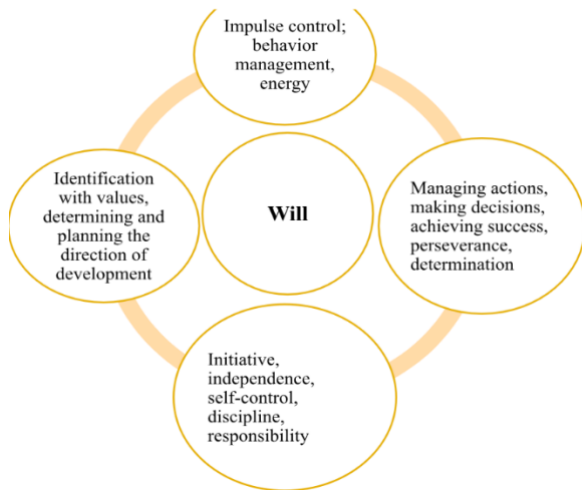 Impulse control;
behavior
management,
energy
Identification
with values,
determining and
planning the
direction of
development
Will
Managing actions,
making decisions,
achieving success,
perseverance,
determination
Initiative,
independence,
self-control,
discipline,
responsibility